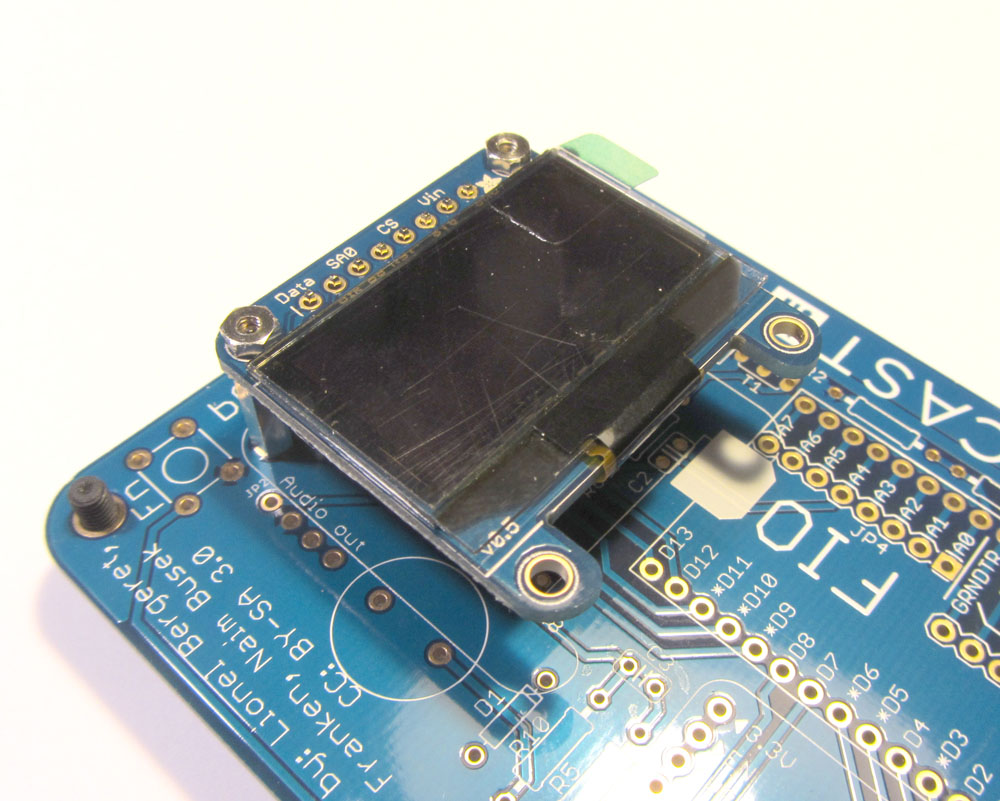 Data
SA0
CS
Vin
v0.5
Audio
out
by: Lionel Bergeret,
Franken, Naim Busek
CC: BY-SA 3.0
CAST
FIO
T1
C2
A7
A6
A5
A4
A3
A2
A1
A0
JP4
D13
D12
*D11
*D10
*D9
D8
D7
*D6
*D5
D4
*D3
D2
D1
R10
R5